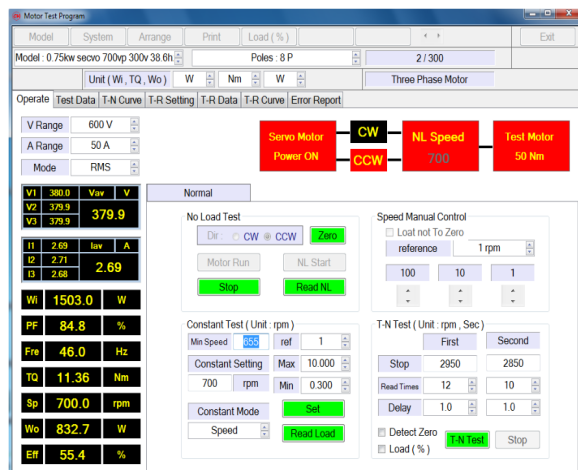 Motor Test Program
Model System Arrange Print Load ( % ) Exit
Model : 0.75kw secvo 700vp 300v 38.6h Poles : 8 P 2 / 300
Unit ( Wi , TQ , Wo ) W Nm W Three Phase Motor
Operate Test Data T-N Curve T-R Setting T-R Data T-R Curve Error Report
V Range 600 V
A Range 50 A
Mode RMS
Servo Motor
Power ON
CW
CCW
NL Speed
700
Test Motor
50 Nm
V1 380.0 Vav V
V2 379.9
V3 379.9
379.9
I1 2.69 Iav A
I2 2.71
I3 2.68
2.69
Wi 1503.0 W
PF 84.8 %
Fre 46.0 Hz
TQ 11.36 Nm
Sp 700.0 rpm
Wo 832.7 W
Eff 55.4 %
Normal
No Load Test
Dir : CW CCW Zero
Motor Run NL Start
Stop Read NL
Speed Manual Control
Loat not To Zero
reference 1 rpm
100 10 1
Constant Test ( Unit : rpm )
Min Speed 655 ref 1
Constant Setting Max 10.000
700 rpm Min 0.300
Constant Mode Set
Speed Read Load
T-N Test ( Unit : rpm , Sec )
First Second
Stop 2950 2850
Read Times 12 10
Delay 1.0 1.0
Detect Zero
Load ( % )
T-N Test Stop